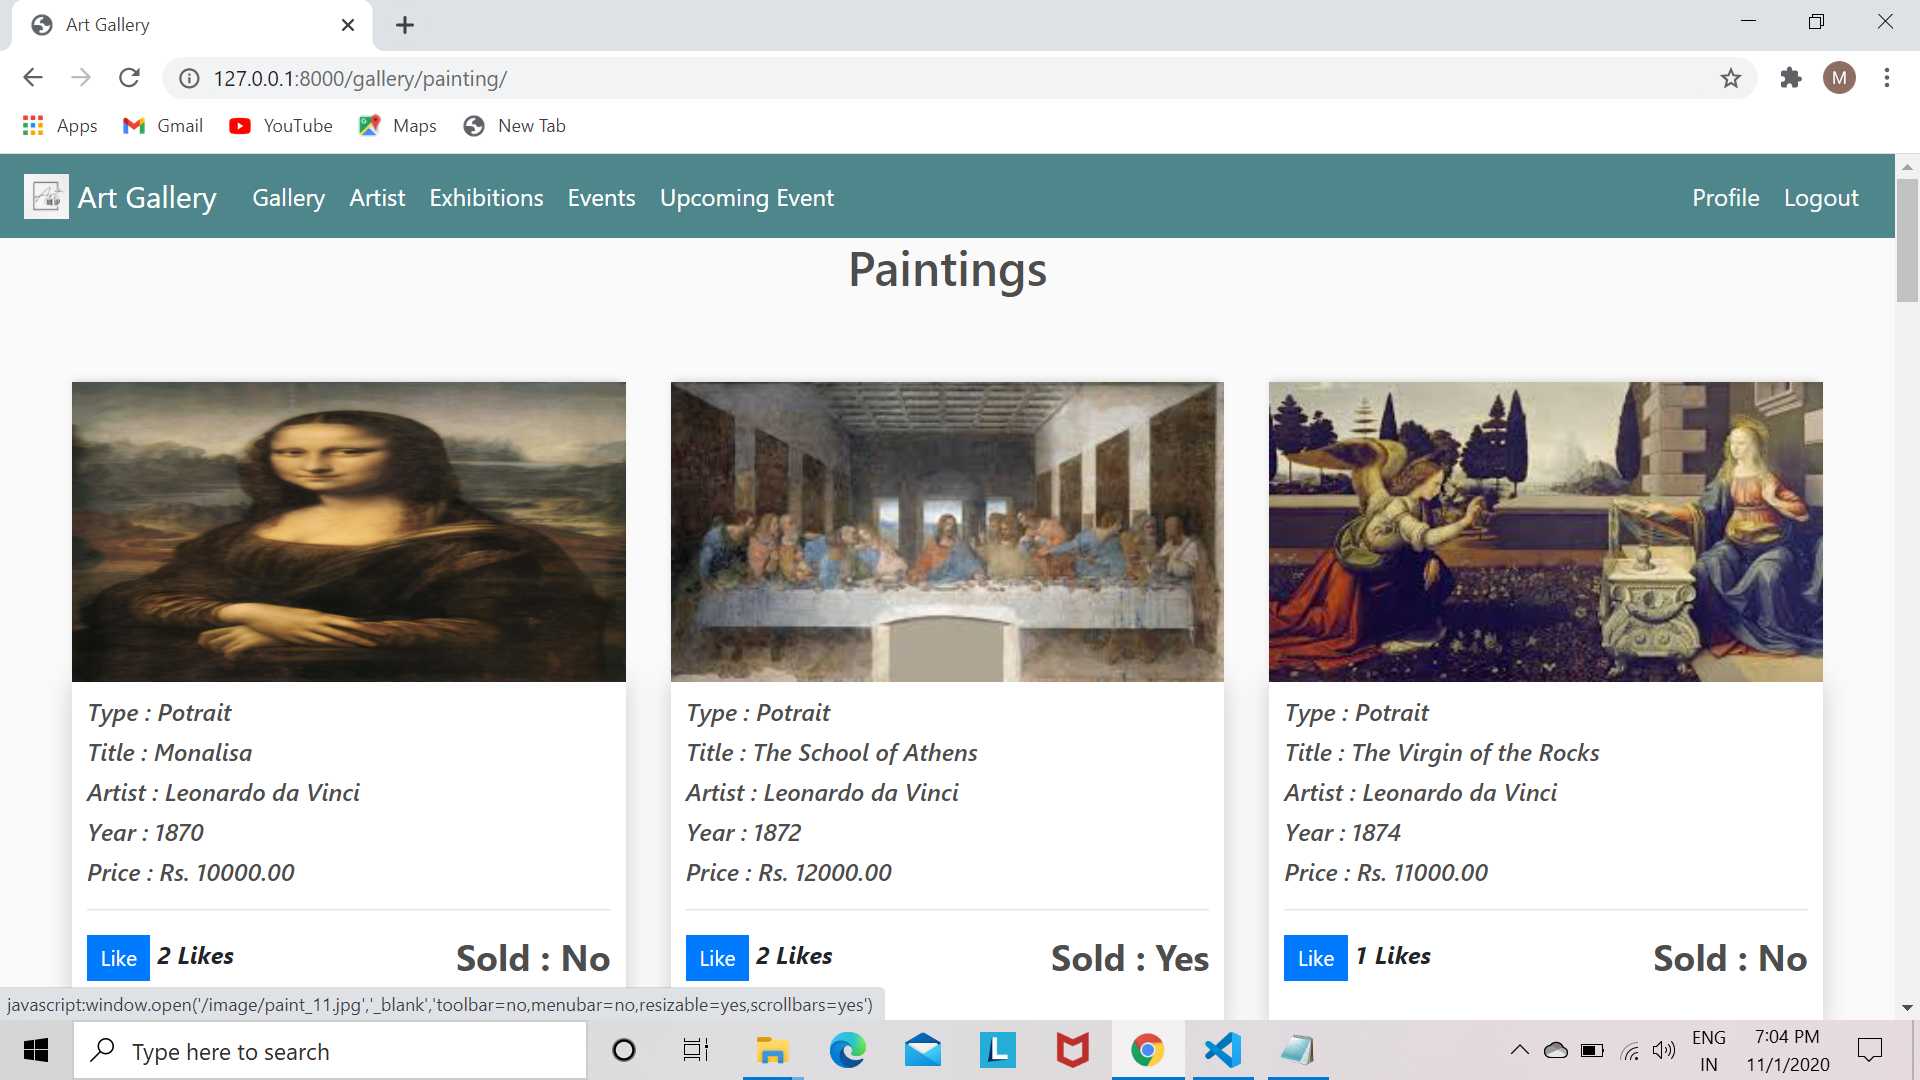 Art Gallery
127.0.0.1:8000/gallery/painting/
M
Apps Gmail YouTube Maps New Tab
Art Gallery Gallery Artist Exhibitions Events Upcoming Event Profile Logout
Paintings
Type : Potrait
Title : Monalisa
Artist : Leonardo da Vinci
Year : 1870
Price : Rs. 10000.00
Like 2 Likes Sold : No
Type : Potrait
Title : The School of Athens
Artist : Leonardo da Vinci
Year : 1872
Price : Rs. 12000.00
Like 2 Likes Sold : Yes
Type : Potrait
Title : The Virgin of the Rocks
Artist : Leonardo da Vinci
Year : 1874
Price : Rs. 11000.00
Like 1 Likes Sold : No
javascript:window.open('/image/paint_11.jpg','_blank','toolbar=no,menubar=no,resizable=yes,scrollbars=yes')
Type here to search
L
ENG
IN
7:04 PM
11/1/2020